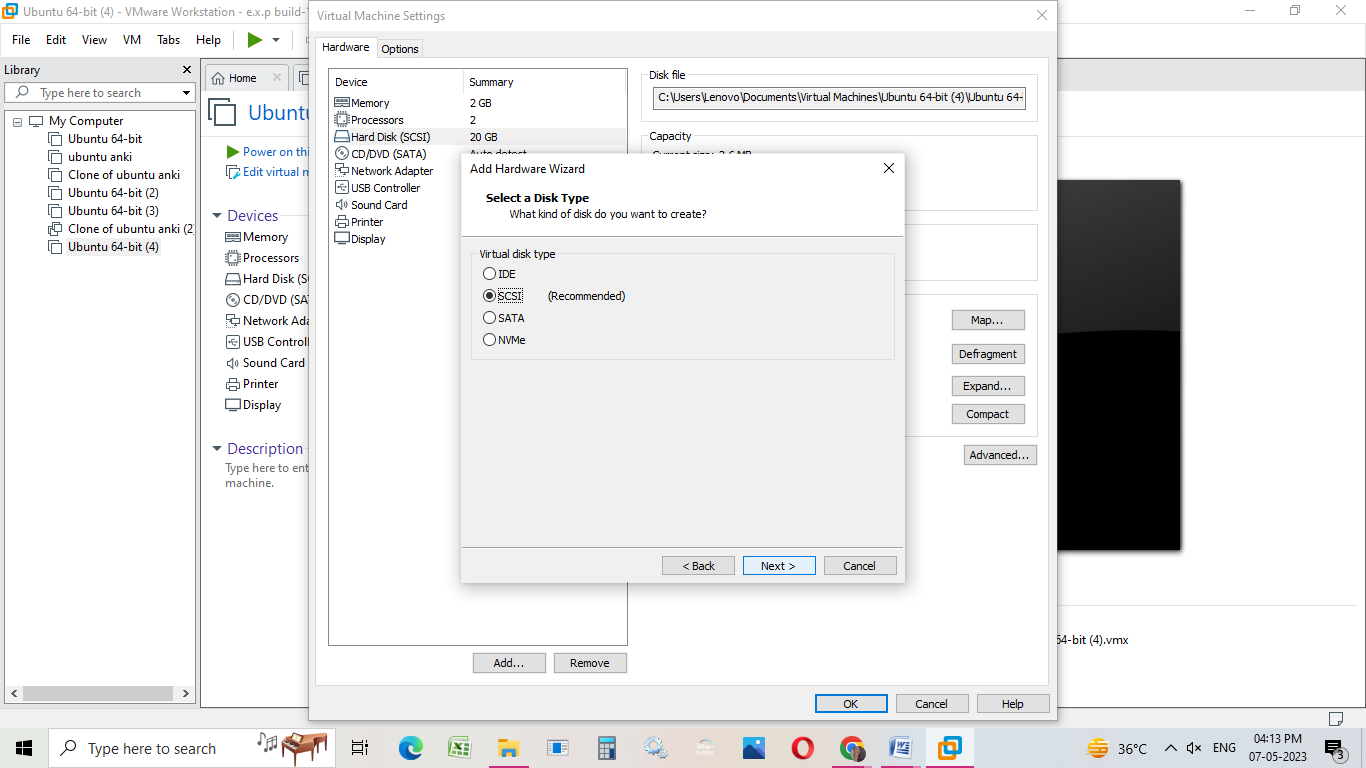 Ubuntu 64-bit (4) - VMware Workstation - e.x.p build-
File Edit View VM Tabs Help
Library
Type here to search
My Computer
Ubuntu 64-bit
ubuntu anki
Clone of ubuntu anki
Ubuntu 64-bit (2)
Ubuntu 64-bit (3)
Clone of ubuntu anki (2)
Ubuntu 64-bit (4)
Home
Ubuntu
Power on thi
Edit virtual m
Devices
Memory
Processors
Hard Disk (S
CD/DVD (SA
Network Ada
USB Control
Sound Card
Printer
Display
Description
Type here to ent
machine.
Virtual Machine Settings
Hardware Options
Device Summary
Memory 2 GB
Processors 2
Hard Disk (SCSI) 20 GB
CD/DVD (SATA) Auto detect
Network Adapter
USB Controller
Sound Card
Printer
Display
Add... Remove
Disk file
C:\Users\Lenovo\Documents\Virtual Machines\Ubuntu 64-bit (4)\Ubuntu 64-
Capacity
Current size: 2.6 MB
Map...
Defragment
Expand...
Compact
Advanced...
OK Cancel Help
Add Hardware Wizard
Select a Disk Type
What kind of disk do you want to create?
Virtual disk type
IDE
SCSI (Recommended)
SATA
NVMe
< Back Next > Cancel
64-bit (4).vmx
Type here to search
36°C ENG 04:13 PM
07-05-2023
3